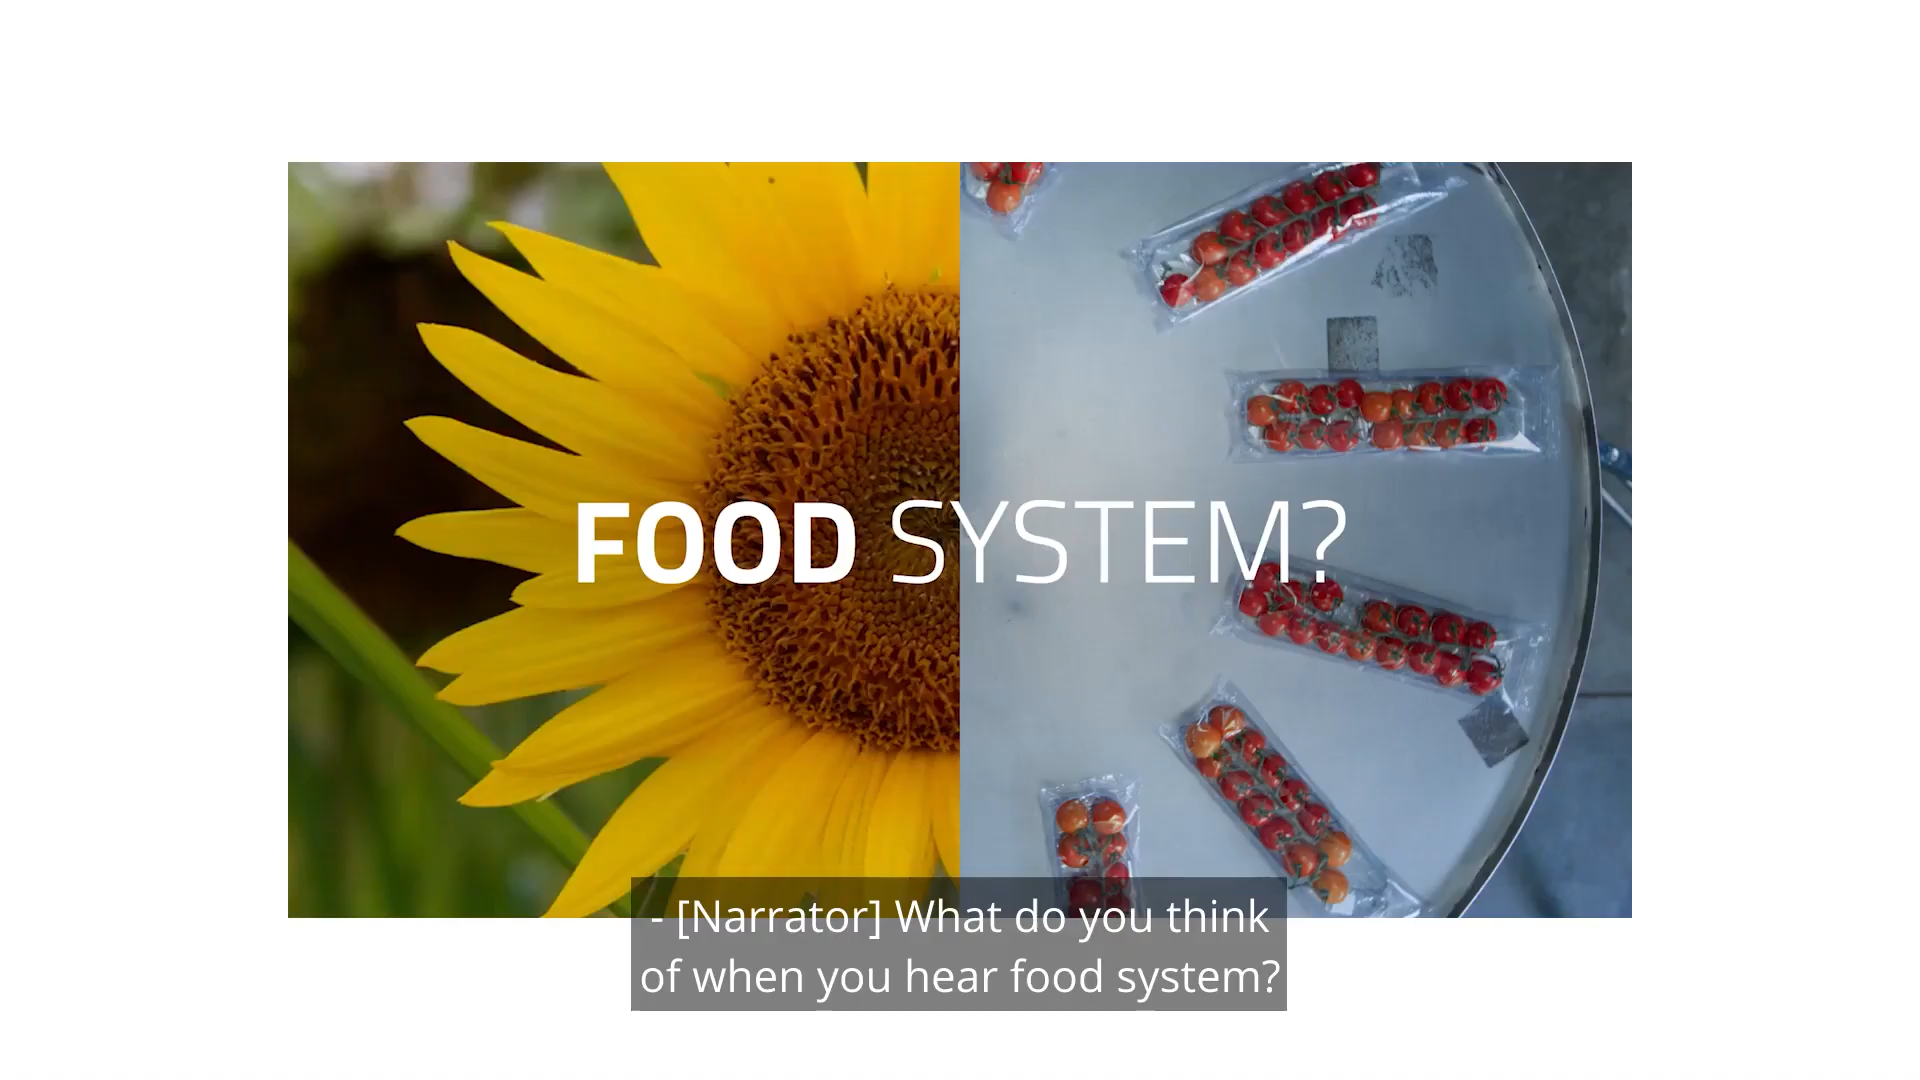 FOOD SYSTEM?
- [Narrator] What do you think
of when you hear food system?